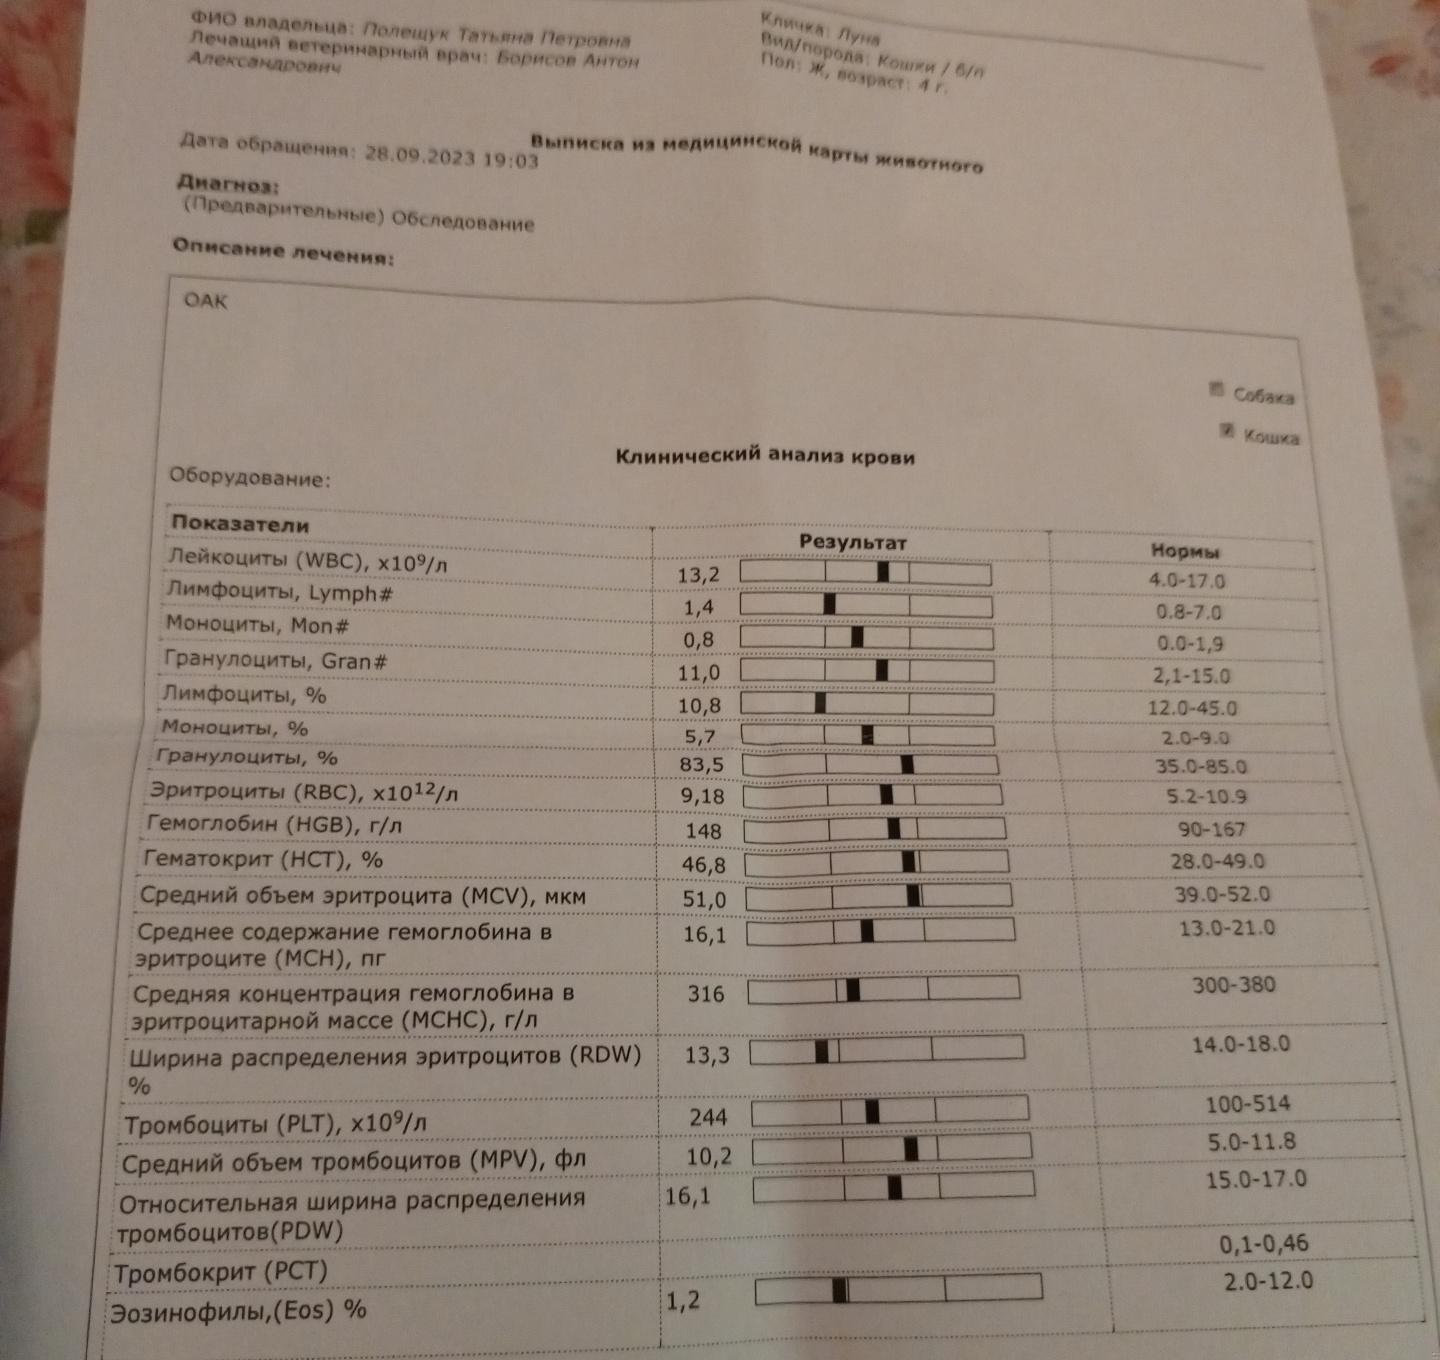 ФИО владельца: Полещук Татьяна Петровна
Лечащий ветеринарный врач: Борисов Антон
Александрович
Кличка: Луна
Вид/порода: Кошки / б/п
Пол: Ж, возраст: 4 г.
Выписка из медицинской карты животного
Дата обращения: 28.09.2023 19:03
Диагноз:
(Предварительные) Обследование
Описание лечения:
ОАК
Собака
Кошка
Клинический анализ крови
Оборудование:
Показатели Результат Нормы
Лейкоциты (WBC), х10⁹/л 13,2 4.0-17.0
Лимфоциты, Lymph# 1,4 0.8-7.0
Моноциты, Mon# 0,8 0.0-1,9
Гранулоциты, Gran# 11,0 2,1-15.0
Лимфоциты, % 10,8 12.0-45.0
Моноциты, % 5,7 2.0-9.0
Гранулоциты, % 83,5 35.0-85.0
Эритроциты (RBC), х10¹²/л 9,18 5.2-10.9
Гемоглобин (HGB), г/л 148 90-167
Гематокрит (HCT), % 46,8 28.0-49.0
Средний объем эритроцита (MCV), мкм 51,0 39.0-52.0
Среднее содержание гемоглобина в 16,1 13.0-21.0
эритроците (MCH), пг
Средняя концентрация гемоглобина в 316 300-380
эритроцитарной массе (MCHC), г/л
Ширина распределения эритроцитов (RDW) 13,3 14.0-18.0
%
Тромбоциты (PLT), х10⁹/л 244 100-514
Средний объем тромбоцитов (MPV), фл 10,2 5.0-11.8
Относительная ширина распределения 16,1 15.0-17.0
тромбоцитов(PDW)
Тромбокрит (PCT) 0,1-0,46
Эозинофилы,(Eos) % 1,2 2.0-12.0